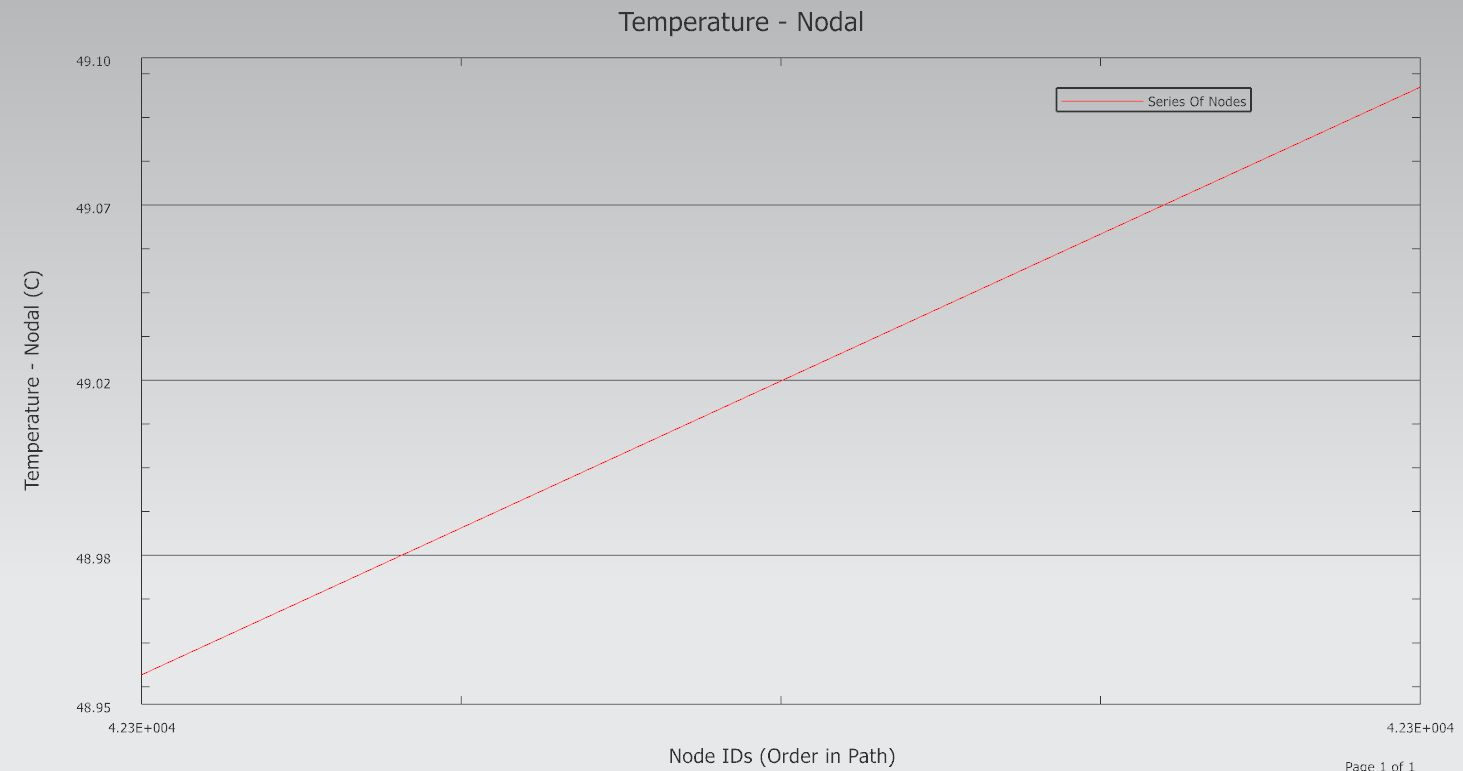 Temperature - Nodal
49.10
Series Of Nodes
49.07
Temperature - Nodal (C)
49.02
48.98
48.95
4.23E+004
4.23E+004
Node IDs (Order in Path)
Page 1 of 1